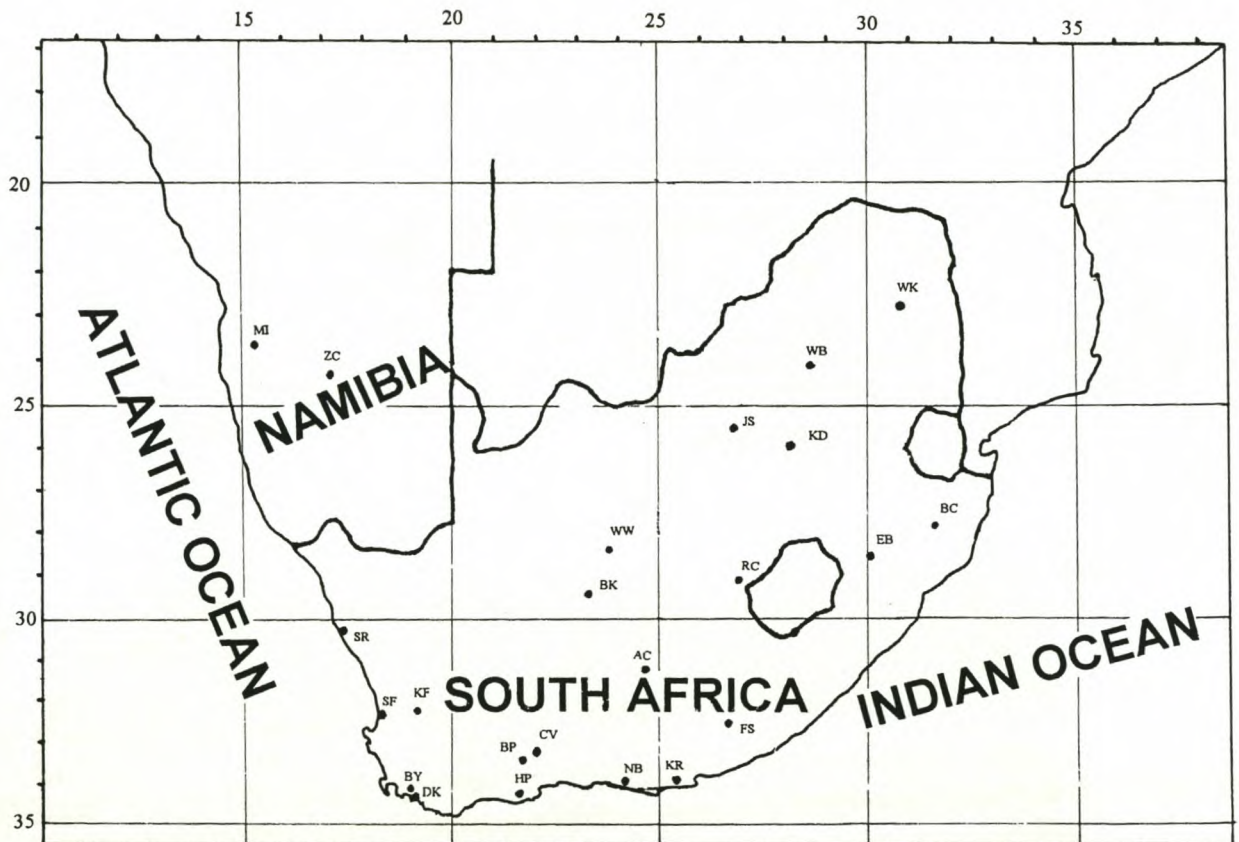 15 20 25 30 35
20
WK
MI
WB
ZC
NAMIBIA
ATLANTIC OCEAN
25
JS
KD
BC
WW
EB
RC
BK
30
SR
INDIAN OCEAN
AC
SOUTH AFRICA
SF KF
FS
CV
BP
NB KR
HP
BY
DK
35